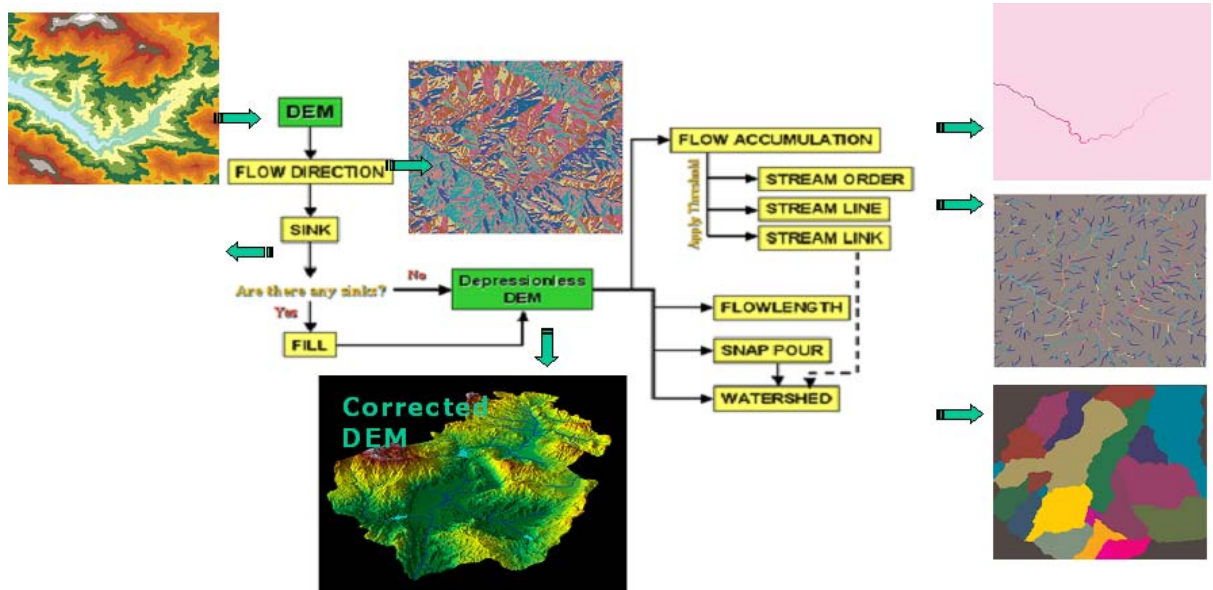 DEM
FLOW DIRECTION
SINK
Are there any sinks?
No
Yes
FILL
Depressionless
DEM
Corrected
DEM
FLOW ACCUMULATION
Apply Threshold
STREAM ORDER
STREAM LINE
STREAM LINK
FLOWLENGTH
SNAP POUR
WATERSHED